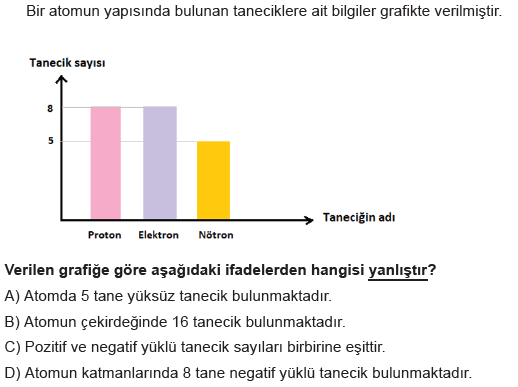 Bir atomun yapısında bulunan taneciklere ait bilgiler grafikte verilmiştir.
Tanecik sayısı
8
5
Taneciğin adı
Proton Elektron Nötron
Verilen grafiğe göre aşağıdaki ifadelerden hangisi yanlıştır?
A) Atomda 5 tane yüksüz tanecik bulunmaktadır.
B) Atomun çekirdeğinde 16 tanecik bulunmaktadır.
C) Pozitif ve negatif yüklü tanecik sayıları birbirine eşittir.
D) Atomun katmanlarında 8 tane negatif yüklü tanecik bulunmaktadır.